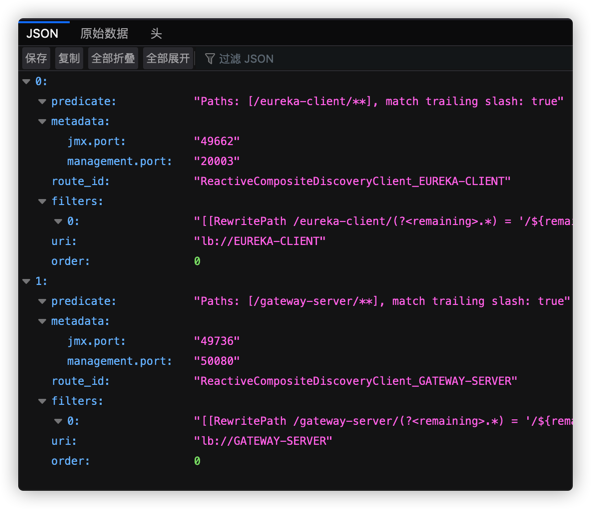 JSON 原始数据 头
保存 复制 全部折叠 全部展开 过滤 JSON
0:
predicate: "Paths: [/eureka-client/**], match trailing slash: true"
metadata:
jmx.port: "49662"
management.port: "20003"
route_id: "ReactiveCompositeDiscoveryClient_EUREKA-CLIENT"
filters:
0: "[[RewritePath /eureka-client/(?<remaining>.*) = '/${rema
uri: "lb://EUREKA-CLIENT"
order: 0
1:
predicate: "Paths: [/gateway-server/**], match trailing slash: true"
metadata:
jmx.port: "49736"
management.port: "50080"
route_id: "ReactiveCompositeDiscoveryClient_GATEWAY-SERVER"
filters:
0: "[[RewritePath /gateway-server/(?<remaining>.*) = '/${rema
uri: "lb://GATEWAY-SERVER"
order: 0